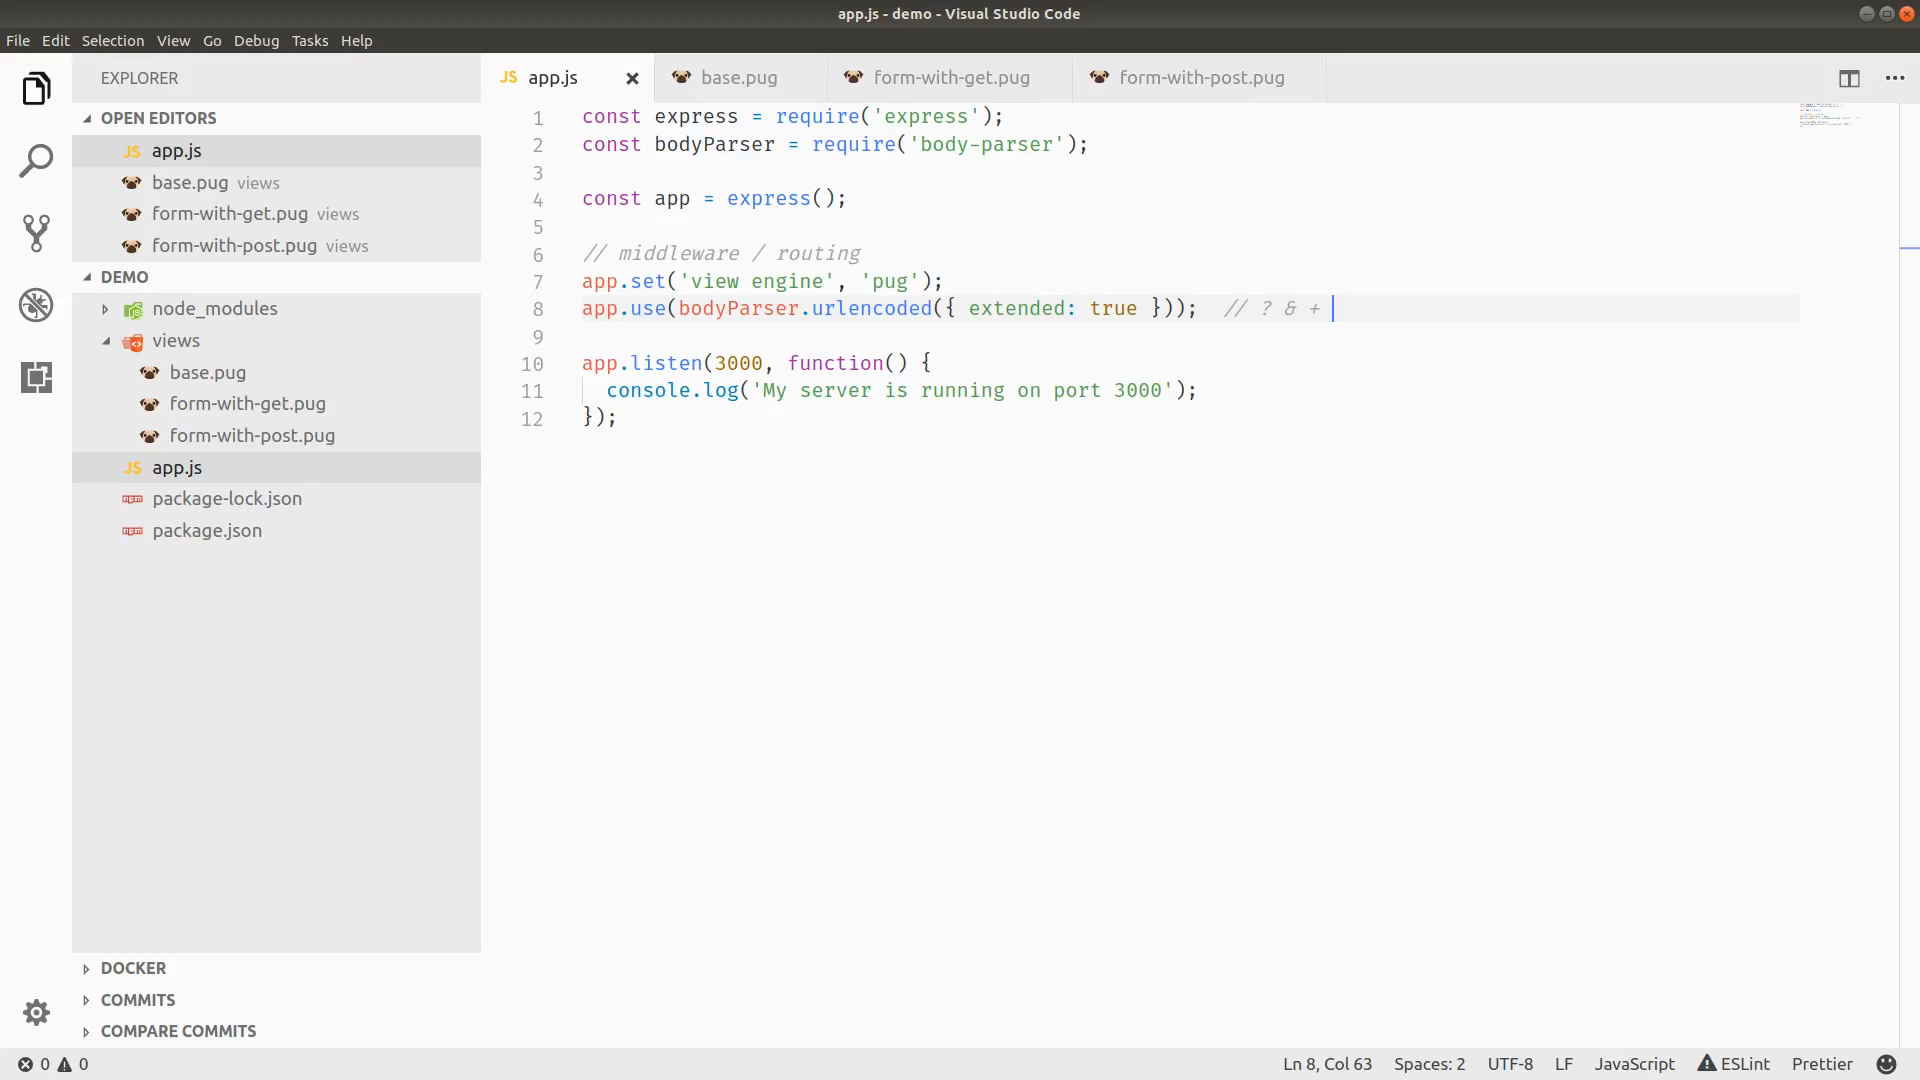 app.js - demo - Visual Studio Code
File Edit Selection View Go Debug Tasks Help
EXPLORER
OPEN EDITORS
JS app.js
base.pug views
form-with-get.pug views
form-with-post.pug views
DEMO
node_modules
views
base.pug
form-with-get.pug
form-with-post.pug
JS app.js
npm package-lock.json
npm package.json
DOCKER
COMMITS
COMPARE COMMITS
JS app.js base.pug form-with-get.pug form-with-post.pug
1 const express = require('express');
2 const bodyParser = require('body-parser');
3
4 const app = express();
5
6 // middleware / routing
7 app.set('view engine', 'pug');
8 app.use(bodyParser.urlencoded({ extended: true })); // ? & +
9
10 app.listen(3000, function() {
11 console.log('My server is running on port 3000');
12 });
0 0 Ln 8, Col 63 Spaces: 2 UTF-8 LF JavaScript ESLint Prettier